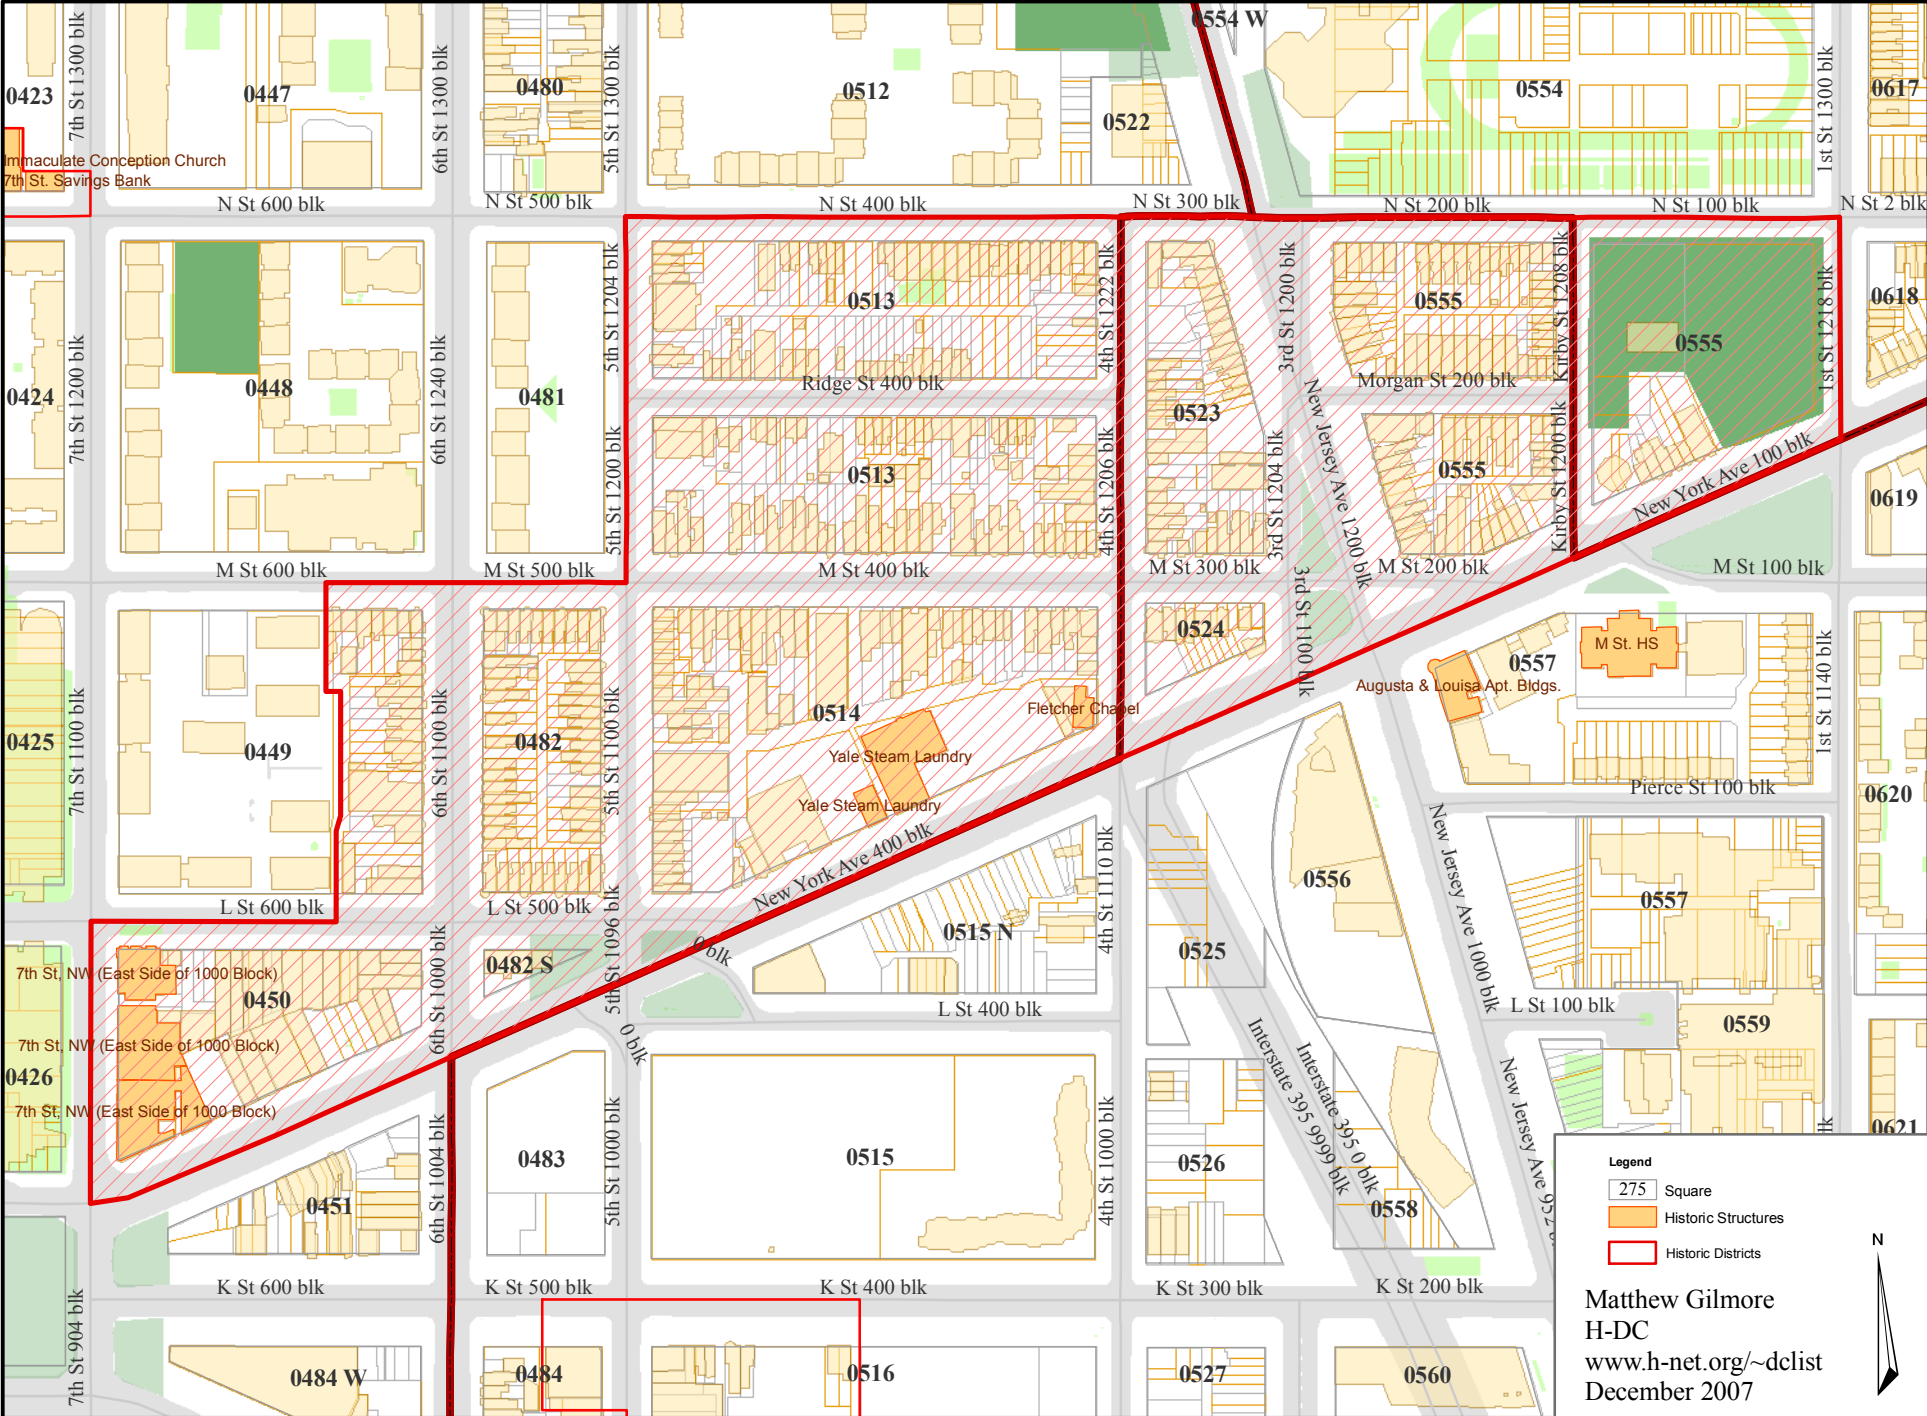 0554 W
7th St 1300 blk
0423
0447
6th St 1300 blk
0480
5th St 1300 blk
0512
0522
0554
1st St 1300 blk
0617
Immaculate Conception Church
7th St. Savings Bank
N St 600 blk
N St 500 blk
N St 400 blk
N St 300 blk
N St 200 blk
N St 100 blk
N St 2 blk
7th St 1200 blk
0424
0448
6th St 1240 blk
0481
5th St 1204 blk
5th St 1200 blk
0513
4th St 1222 blk
Ridge St 400 blk
0513
4th St 1206 blk
0523
3rd St 1200 blk
3rd St 1204 blk
New Jersey Ave 1200 blk
0555
Morgan St 200 blk
Kirby St 1208 blk
0555
Kirby St 1200 blk
0555
1st St 1218 blk
New York Ave 100 blk
0618
0619
M St 600 blk
M St 500 blk
M St 400 blk
M St 300 blk
M St 200 blk
M St 100 blk
0425
7th St 1100 blk
0449
6th St 1100 blk
0482
5th St 1100 blk
0514
Fletcher Chapel
Yale Steam Laundry
Yale Steam Laundry
New York Ave 400 blk
0524
3rd St 1100 blk
Augusta & Louisa Apt. Bldgs.
0557
M St. HS
1st St 1140 blk
Pierce St 100 blk
0620
L St 600 blk
L St 500 blk
7th St, NW (East Side of 1000 Block)
0450
6th St 1000 blk
0482 S
5th St 1096 blk
0 blk
0515 N
4th St 1110 blk
0525
0556
New Jersey Ave 1000 blk
0557
L St 400 blk
L St 100 blk
0559
7th St, NW (East Side of 1000 Block)
0426
7th St, NW (East Side of 1000 Block)
0 blk
0451
6th St 1004 blk
0483
5th St 1000 blk
0515
4th St 1000 blk
0526
Interstate 395 9999 blk
Interstate 395 0 blk
0558
New Jersey Ave 952
blk
0621
K St 600 blk
K St 500 blk
K St 400 blk
K St 300 blk
K St 200 blk
7th St 904 blk
0484 W
0484
0516
0527
0560
Legend
275 Square
Historic Structures
Historic Districts
N
Matthew Gilmore
H-DC
www.h-net.org/~dclist
December 2007